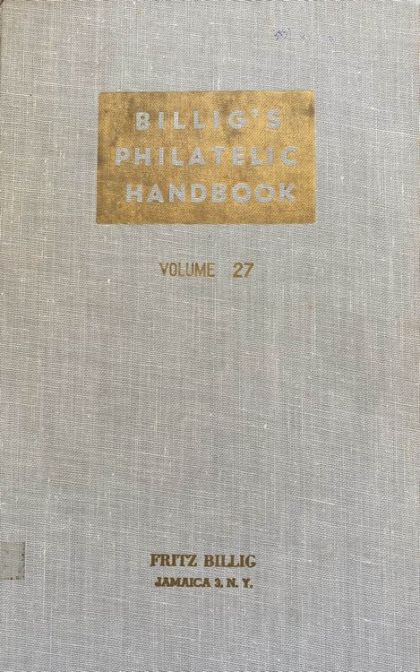 BILLIG'S
PHILATELIC
HANDBOOK
VOLUME 27
FRITZ BILLIG
JAMAICA 3, N. Y.